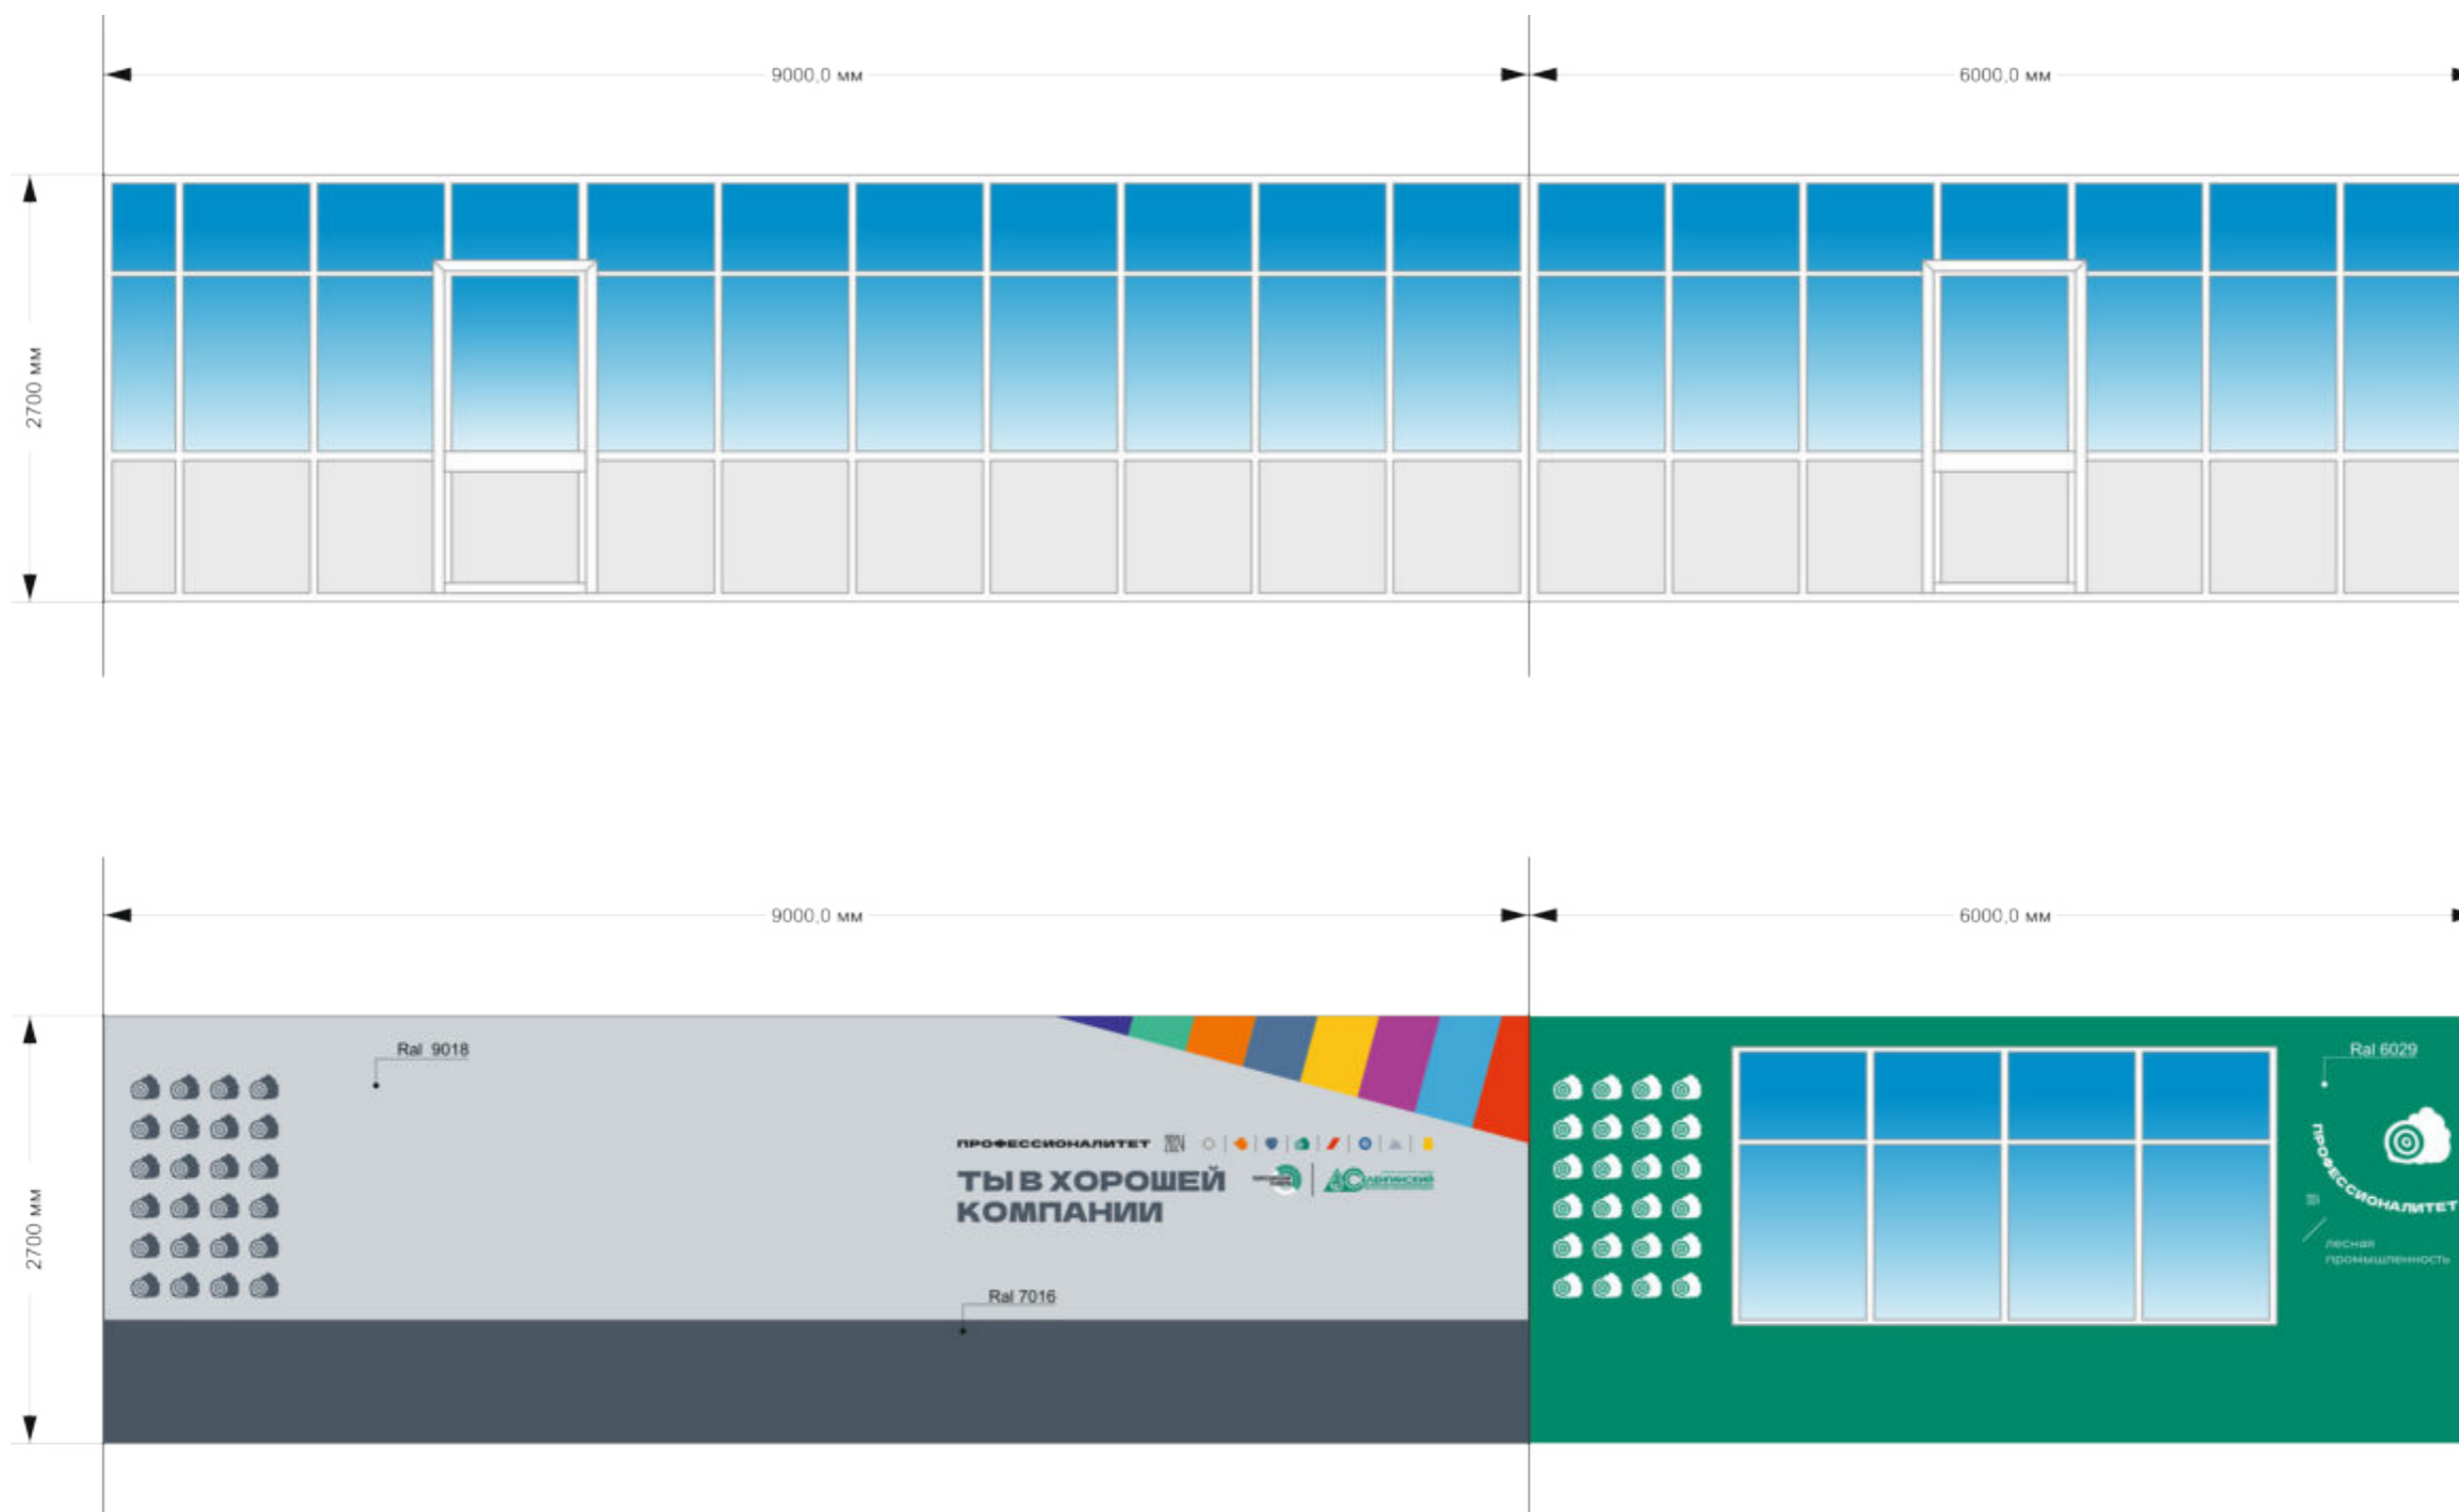 9000,0 мм
6000,0 мм
2700 мм
9000,0 мм
6000,0 мм
2700 мм
Ral 9018
ПРОФЕССИОНАЛИТЕТ 2024
ТЫ В ХОРОШЕЙ
КОМПАНИИ
Ral 7016
Ral 6029
ПРОФЕССИОНАЛИТЕТ
лесная
промышленность